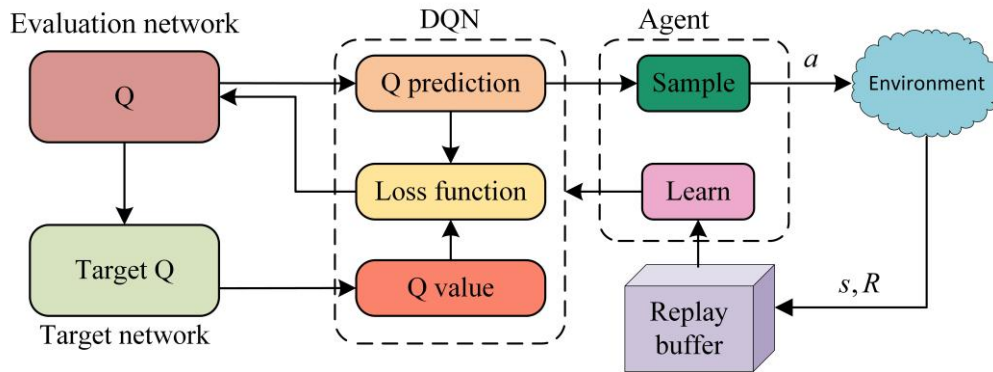 Evaluation network
DQN
Agent
Q
Q prediction
Sample
a
Environment
Loss function
Learn
Target Q
Q value
Target network
Replay
buffer
s, R